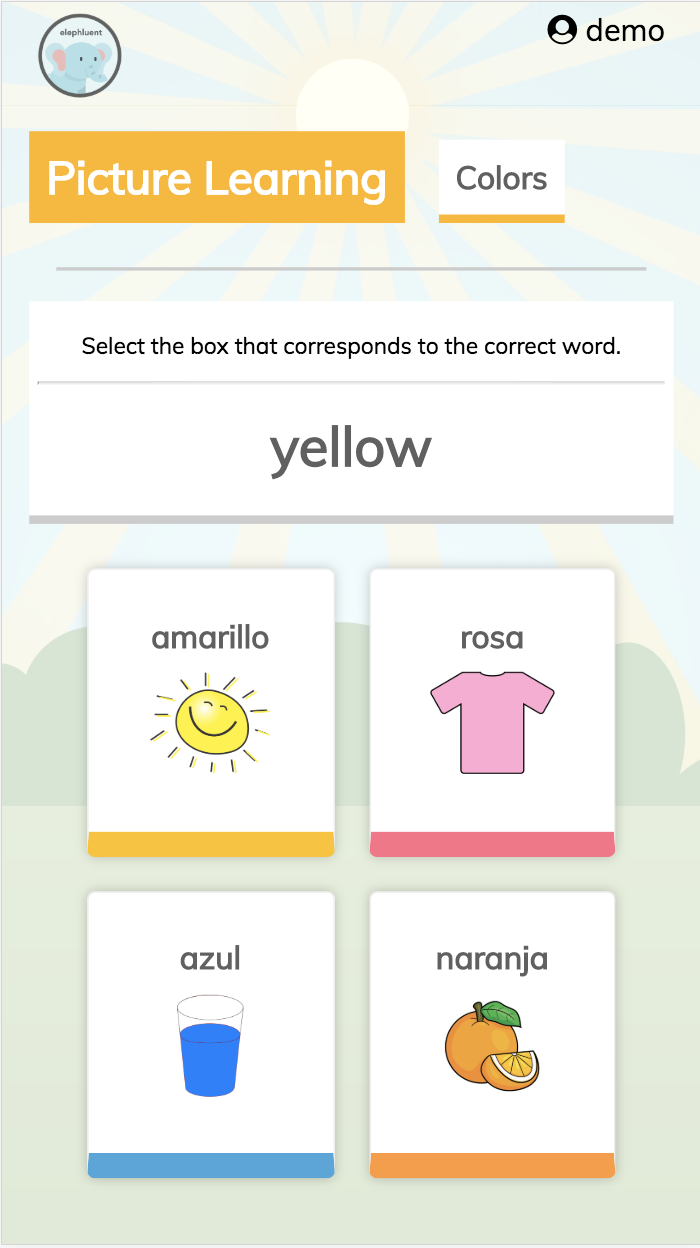 elephluent
demo
Picture Learning
Colors
Select the box that corresponds to the correct word.
yellow
amarillo
rosa
azul
naranja